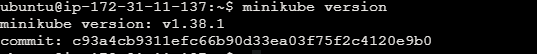 ubuntu@ip-172-31-11-137:~$ minikube version
minikube version: v1.38.1
commit: c93a4cb9311efc66b90d33ea03f75f2c4120e9b0